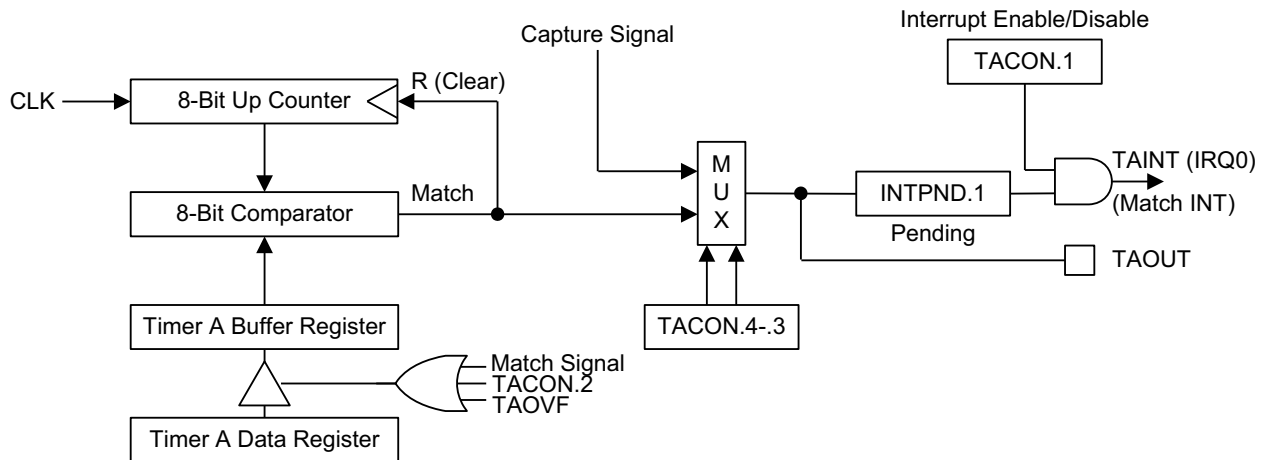 Interrupt Enable/Disable
Capture Signal
TACON.1
R (Clear)
CLK
8-Bit Up Counter
M
U
X
TAINT (IRQ0)
(Match INT)
Match
8-Bit Comparator
INTPND.1
Pending
TAOUT
Timer A Buffer Register
TACON.4-.3
Match Signal
TACON.2
TAOVF
Timer A Data Register